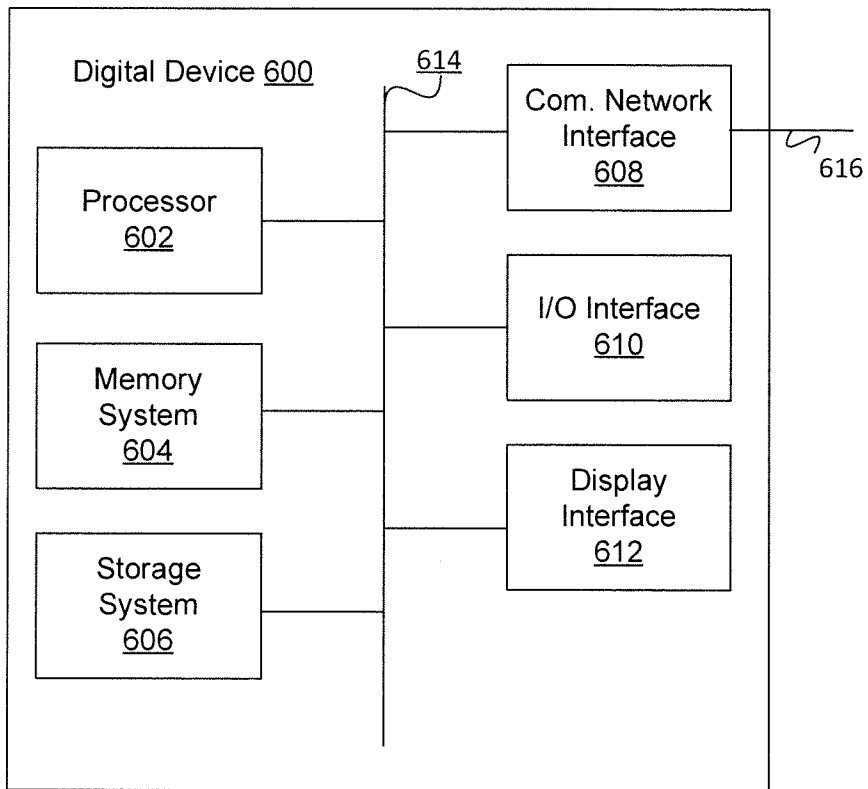 Digital Device 600
614
Com. Network
Interface
608
616
Processor
602
I/O Interface
610
Memory
System
604
Display
Interface
612
Storage
System
606